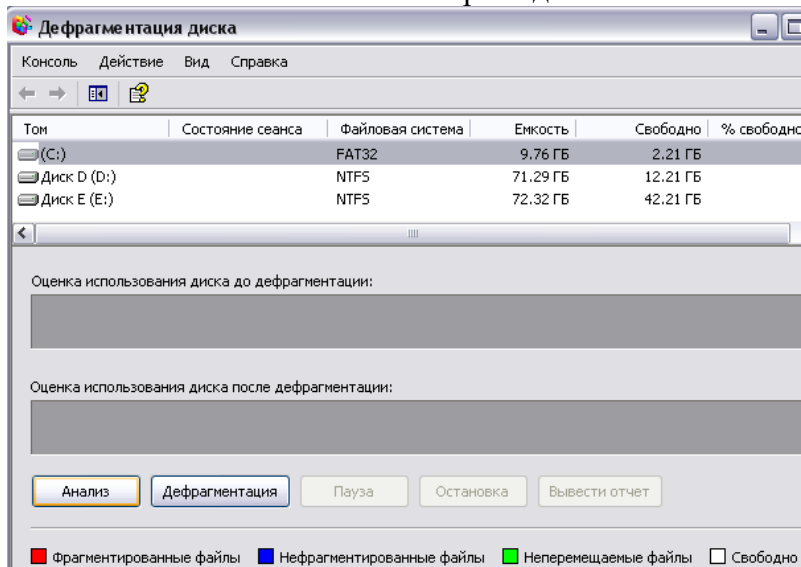 Дефрагментация диска
Консоль Действие Вид Справка
Том Состояние сеанса Файловая система Емкость Свободно % свободно
(C:) FAT32 9.76 ГБ 2.21 ГБ
Диск D (D:) NTFS 71.29 ГБ 12.21 ГБ
Диск E (E:) NTFS 72.32 ГБ 42.21 ГБ
Оценка использования диска до дефрагментации:
Оценка использования диска после дефрагментации:
Анализ Дефрагментация Пауза Остановка Вывести отчет
Фрагментированные файлы Нефрагментированные файлы Неперемещаемые файлы Свободно